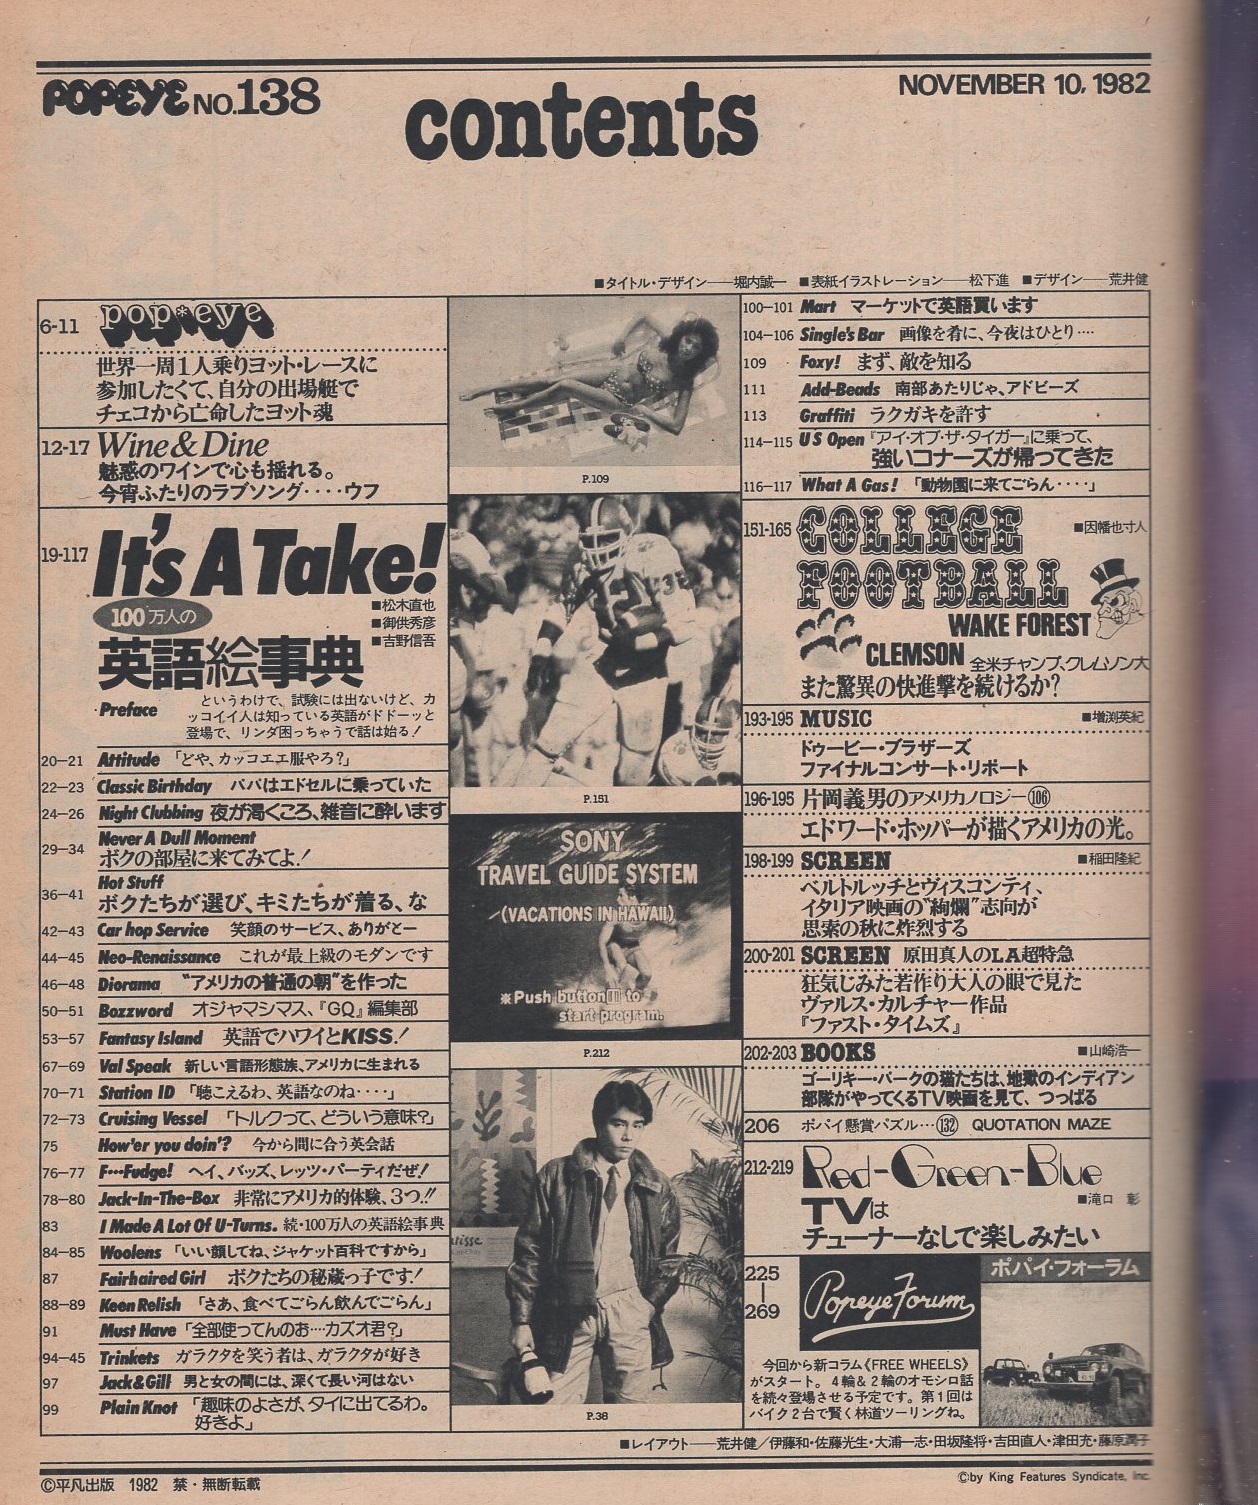 POPEYE NO.138
contents
NOVEMBER 10, 1982
■タイトル・デザイン——堀内誠一 ■表紙イラストレーション——松下進 ■デザイン——荒井健
6-11 pop*eye
世界一周1人乗りヨット・レースに
参加したくて、自分の出場艇で
チェコから亡命したヨット魂
12-17 Wine & Dine
魅惑のワインで心も揺れる。
今宵ふたりのラブソング‥‥ウフ
19-117 It's A Take!
100万人の
■松木直也
■御供秀彦
■吉野信吾
英語絵事典
Preface というわけで、試験には出ないけど、カ
ッコイイ人は知っている英語がドドーッと
登場で、リンダ困っちゃうで話は始る!
20—21 Attitude 「どや、カッコエエ服やろ?」
22—23 Classic Birthday パパはエドセルに乗っていた
24—26 Night Clubbing 夜が渇くころ、雑音に酔います
29—34 Never A Dull Moment
ボクの部屋に来てみてよ!
36—41 Hot Stuff
ボクたちが選び、キミたちが着る、な
42—43 Car hop Service 笑顔のサービス、ありがとー
44—45 Neo-Renaissance これが最上級のモダンです
46—48 Diorama “アメリカの普通の朝”を作った
50—51 Bozzword オジャマシマス、『GQ』編集部
53—57 Fantasy Island 英語でハワイとKISS!
67—69 Val Speak 新しい言語形態族、アメリカに生まれる
70—71 Station ID 「聴こえるわ、英語なのね‥‥」
72—73 Cruising Vessel 「トルクって、どういう意味?」
75 How'er you doin'? 今から間に合う英会話
76—77 F…Fudge! ヘイ、バッズ、レッツ・パーティだぜ!
78—80 Jack-In-The-Box 非常にアメリカ的体験、3つ!!
83 I Made A Lot Of U-Turns. 続・100万人の英語絵事典
84—85 Woolens 「いい顔してね、ジャケット百科ですから」
87 Fairhaired Girl ボクたちの秘蔵っ子です!
88—89 Keen Relish 「さあ、食べてごらん飲んでごらん」
91 Must Have 「全部使ってんのお‥‥カズオ君?」
94—45 Trinkets ガラクタを笑う者は、ガラクタが好き
97 Jack & Gill 男と女の間には、深くて長い河はない
99 Plain Knot 「趣味のよさが、タイに出てるわ。
好きよ」
P.109
P.151
SONY
TRAVEL GUIDE SYSTEM
(VACATIONS IN HAWAII)
※Push button[1] to
start program.
P.212
P.38
100—101 Mart マーケットで英語買います
104—106 Single's Bar 画像を肴に、今夜はひとり‥‥
109 Foxy! まず、敵を知る
111 Add-Beads 南部あたりじゃ、アドビーズ
113 Graffiti ラクガキを許す
114—115 U S Open 『アイ・オブ・ザ・タイガー』に乗って、
強いコナーズが帰ってきた
116—117 What A Gas! 「動物園に来てごらん‥‥」
151-165 COLLEGE
■因幡也寸人
FOOTBALL
WAKE FOREST
CLEMSON 全米チャンプ、クレムソン大
また驚異の快進撃を続けるか?
193-195 MUSIC ■増渕英紀
ドゥービー・ブラザーズ
ファイナルコンサート・リポート
196-195 片岡義男のアメリカノロジー(106)
エドワード・ホッパーが描くアメリカの光。
198-199 SCREEN ■稲田隆紀
ベルトルッチとヴィスコンティ、
イタリア映画の“絢爛”志向が
思索の秋に炸烈する
200-201 SCREEN 原田真人のLA超特急
狂気じみた若作り大人の眼で見た
ヴァルス・カルチャー作品
『ファスト・タイムズ』
202-203 BOOKS ■山崎浩一
ゴーリキー・パークの猫たちは、地獄のインディアン
部隊がやってくるTV映画を見て、つっぱる
206 ポパイ懸賞パズル…(132) QUOTATION MAZE
212-219 Red-Green-Blue
■滝口 彰
TVは
チューナーなしで楽しみたい
225
|
269
Popeye Forum
ポパイ・フォーラム
今回から新コラム《FREE WHEELS》
がスタート。4輪&2輪のオモシロ話
を続々登場させる予定です。第1回は
バイク2台で賢く林道ツーリングね。
■レイアウト——荒井健/伊藤和・佐藤光生・大浦一志・田坂隆将・吉田直人・津田充・藤原潤子
©平凡出版 1982 禁・無断転載
©by King Features Syndicate, Inc.